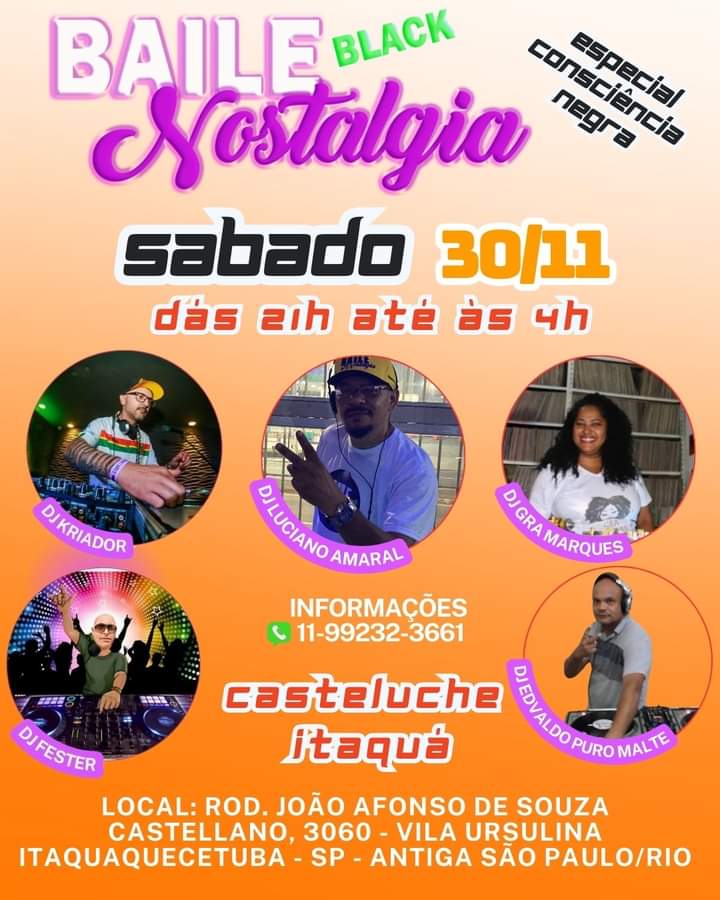 BAILE BLACK
Nostalgia
especial
consciência
negra
sabado 30/11
dás 21h até às 4h
BAILE
Nostalgia
DJ KRIADOR
DJ LUCIANO AMARAL
DJ GRA MARQUES
INFORMAÇÕES
11-99232-3661
DJ FESTER
casteluche
itaquá
DJ EDVALDO PURO MALTE
LOCAL: ROD. JOÃO AFONSO DE SOUZA
CASTELLANO, 3060 - VILA URSULINA
ITAQUAQUECETUBA - SP - ANTIGA SÃO PAULO/RIO